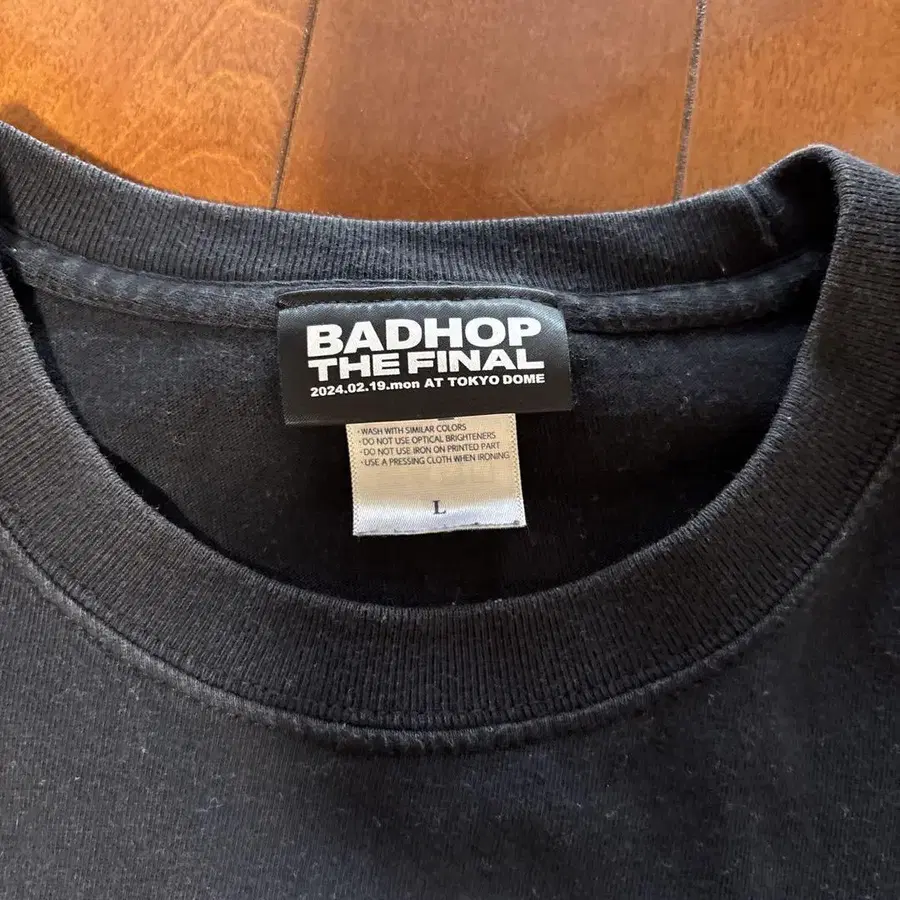 BADHOP
THE FINAL
2024.02.19.mon AT TOKYO DOME
· WASH WITH SIMILAR COLORS
· DO NOT USE OPTICAL BRIGHTENERS
· DO NOT USE IRON ON PRINTED PART
· USE A PRESSING CLOTH WHEN IRONING
L